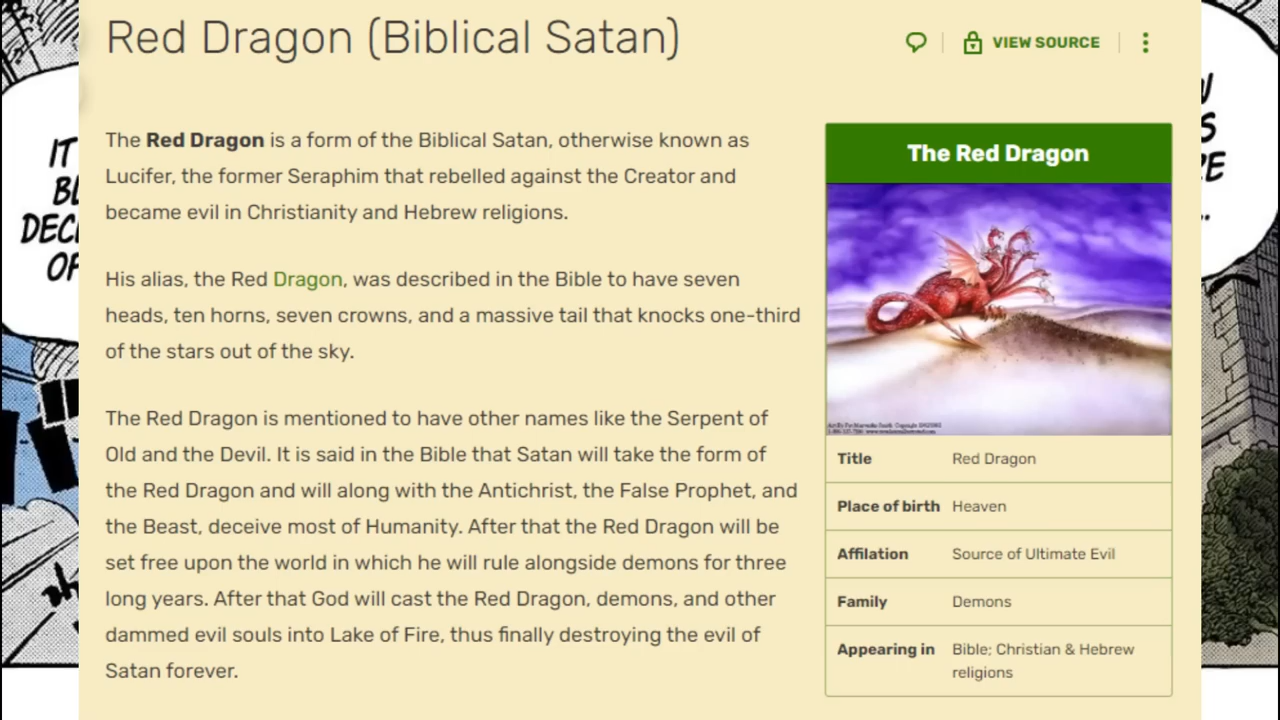 Red Dragon (Biblical Satan)
VIEW SOURCE
The Red Dragon is a form of the Biblical Satan, otherwise known as
Lucifer, the former Seraphim that rebelled against the Creator and
became evil in Christianity and Hebrew religions.
His alias, the Red Dragon, was described in the Bible to have seven
heads, ten horns, seven crowns, and a massive tail that knocks one-third
of the stars out of the sky.
The Red Dragon is mentioned to have other names like the Serpent of
Old and the Devil. It is said in the Bible that Satan will take the form of
the Red Dragon and will along with the Antichrist, the False Prophet, and
the Beast, deceive most of Humanity. After that the Red Dragon will be
set free upon the world in which he will rule alongside demons for three
long years. After that God will cast the Red Dragon, demons, and other
dammed evil souls into Lake of Fire, thus finally destroying the evil of
Satan forever.
The Red Dragon
Title Red Dragon
Place of birth Heaven
Affilation Source of Ultimate Evil
Family Demons
Appearing in Bible; Christian & Hebrew
religions
IT